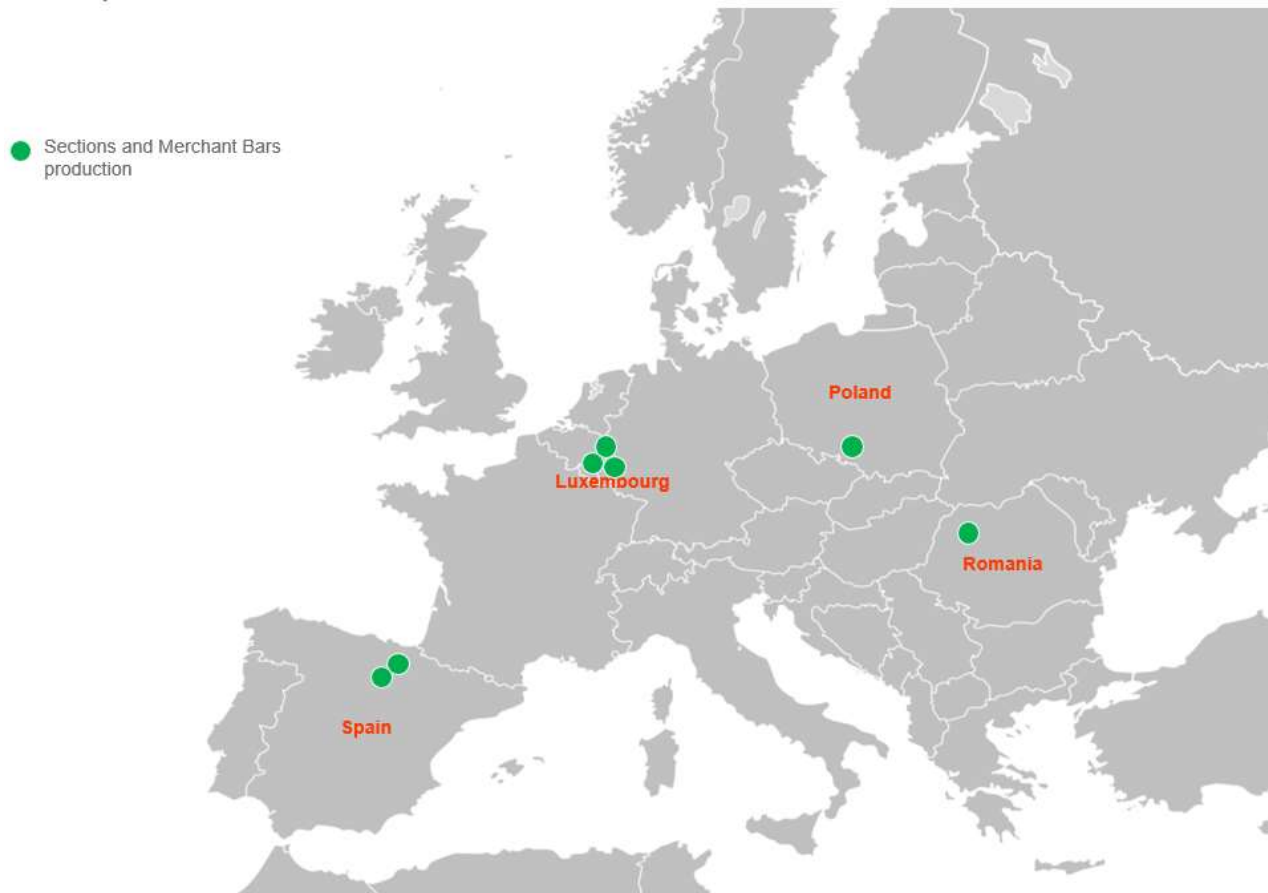 Sections and Merchant Bars
production
Poland
Luxembourg
Romania
Spain